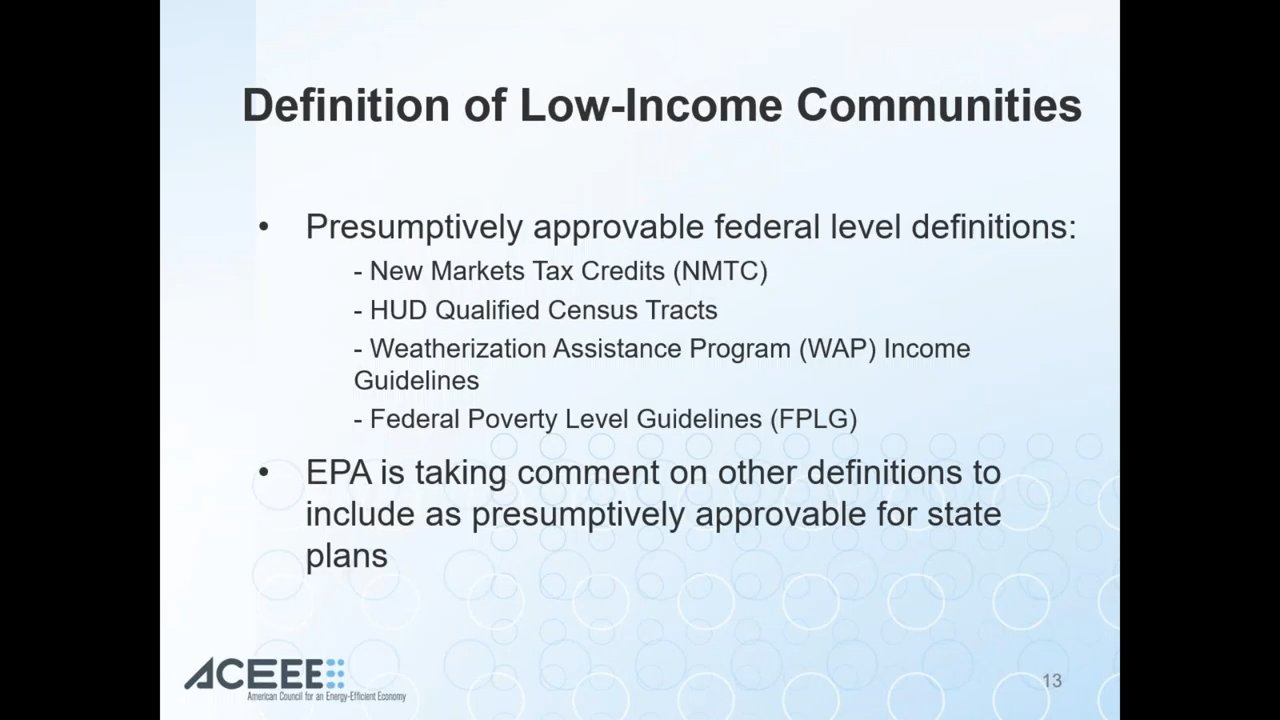 Definition of Low-Income Communities
• Presumptively approvable federal level definitions:
- New Markets Tax Credits (NMTC)
- HUD Qualified Census Tracts
- Weatherization Assistance Program (WAP) Income
Guidelines
- Federal Poverty Level Guidelines (FPLG)
• EPA is taking comment on other definitions to
include as presumptively approvable for state
plans
ACEEE
American Council for an Energy-Efficient Economy
13